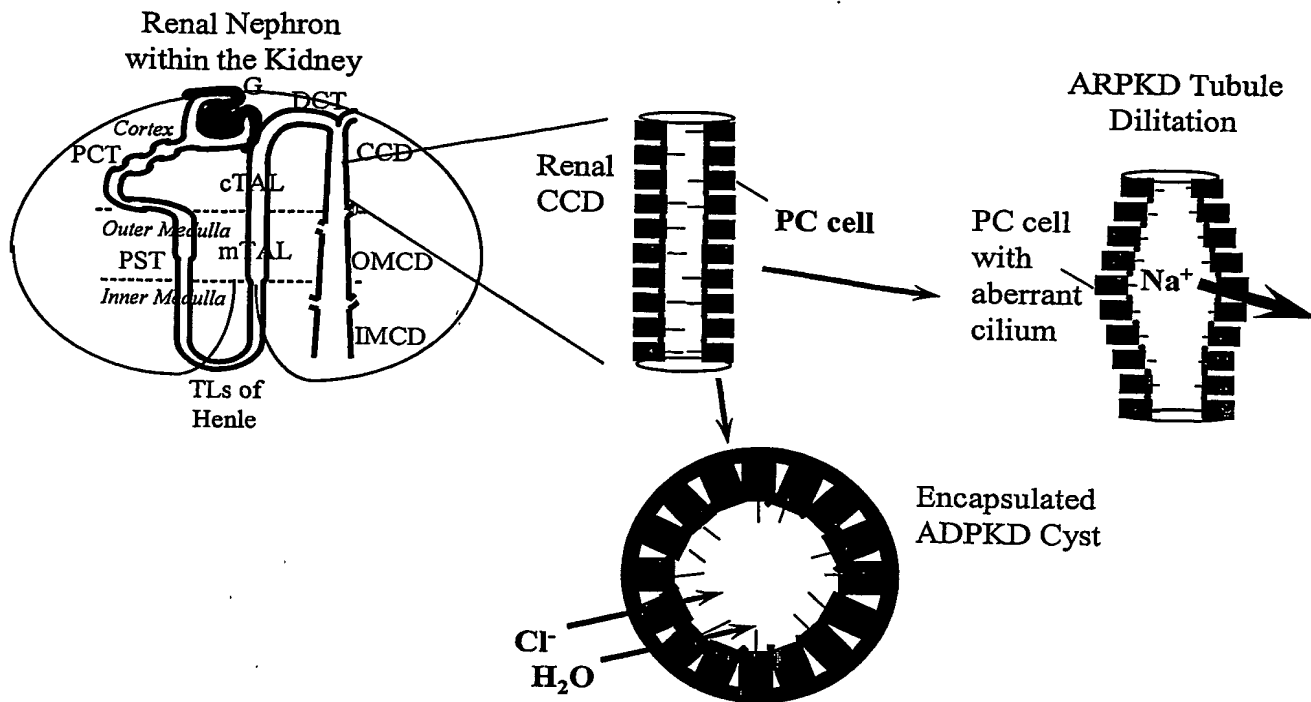 Renal Nephron
within the Kidney
G
DCT
Cortex
PCT
CCD
cTAL
Outer Medulla
mTAL
PST
OMCD
Inner Medulla
IMCD
TLs of
Henle
Renal
CCD
PC cell
ARPKD Tubule
Dilitation
PC cell
with
aberrant
cilium
Na⁺
Encapsulated
ADPKD Cyst
Cl⁻
H₂O